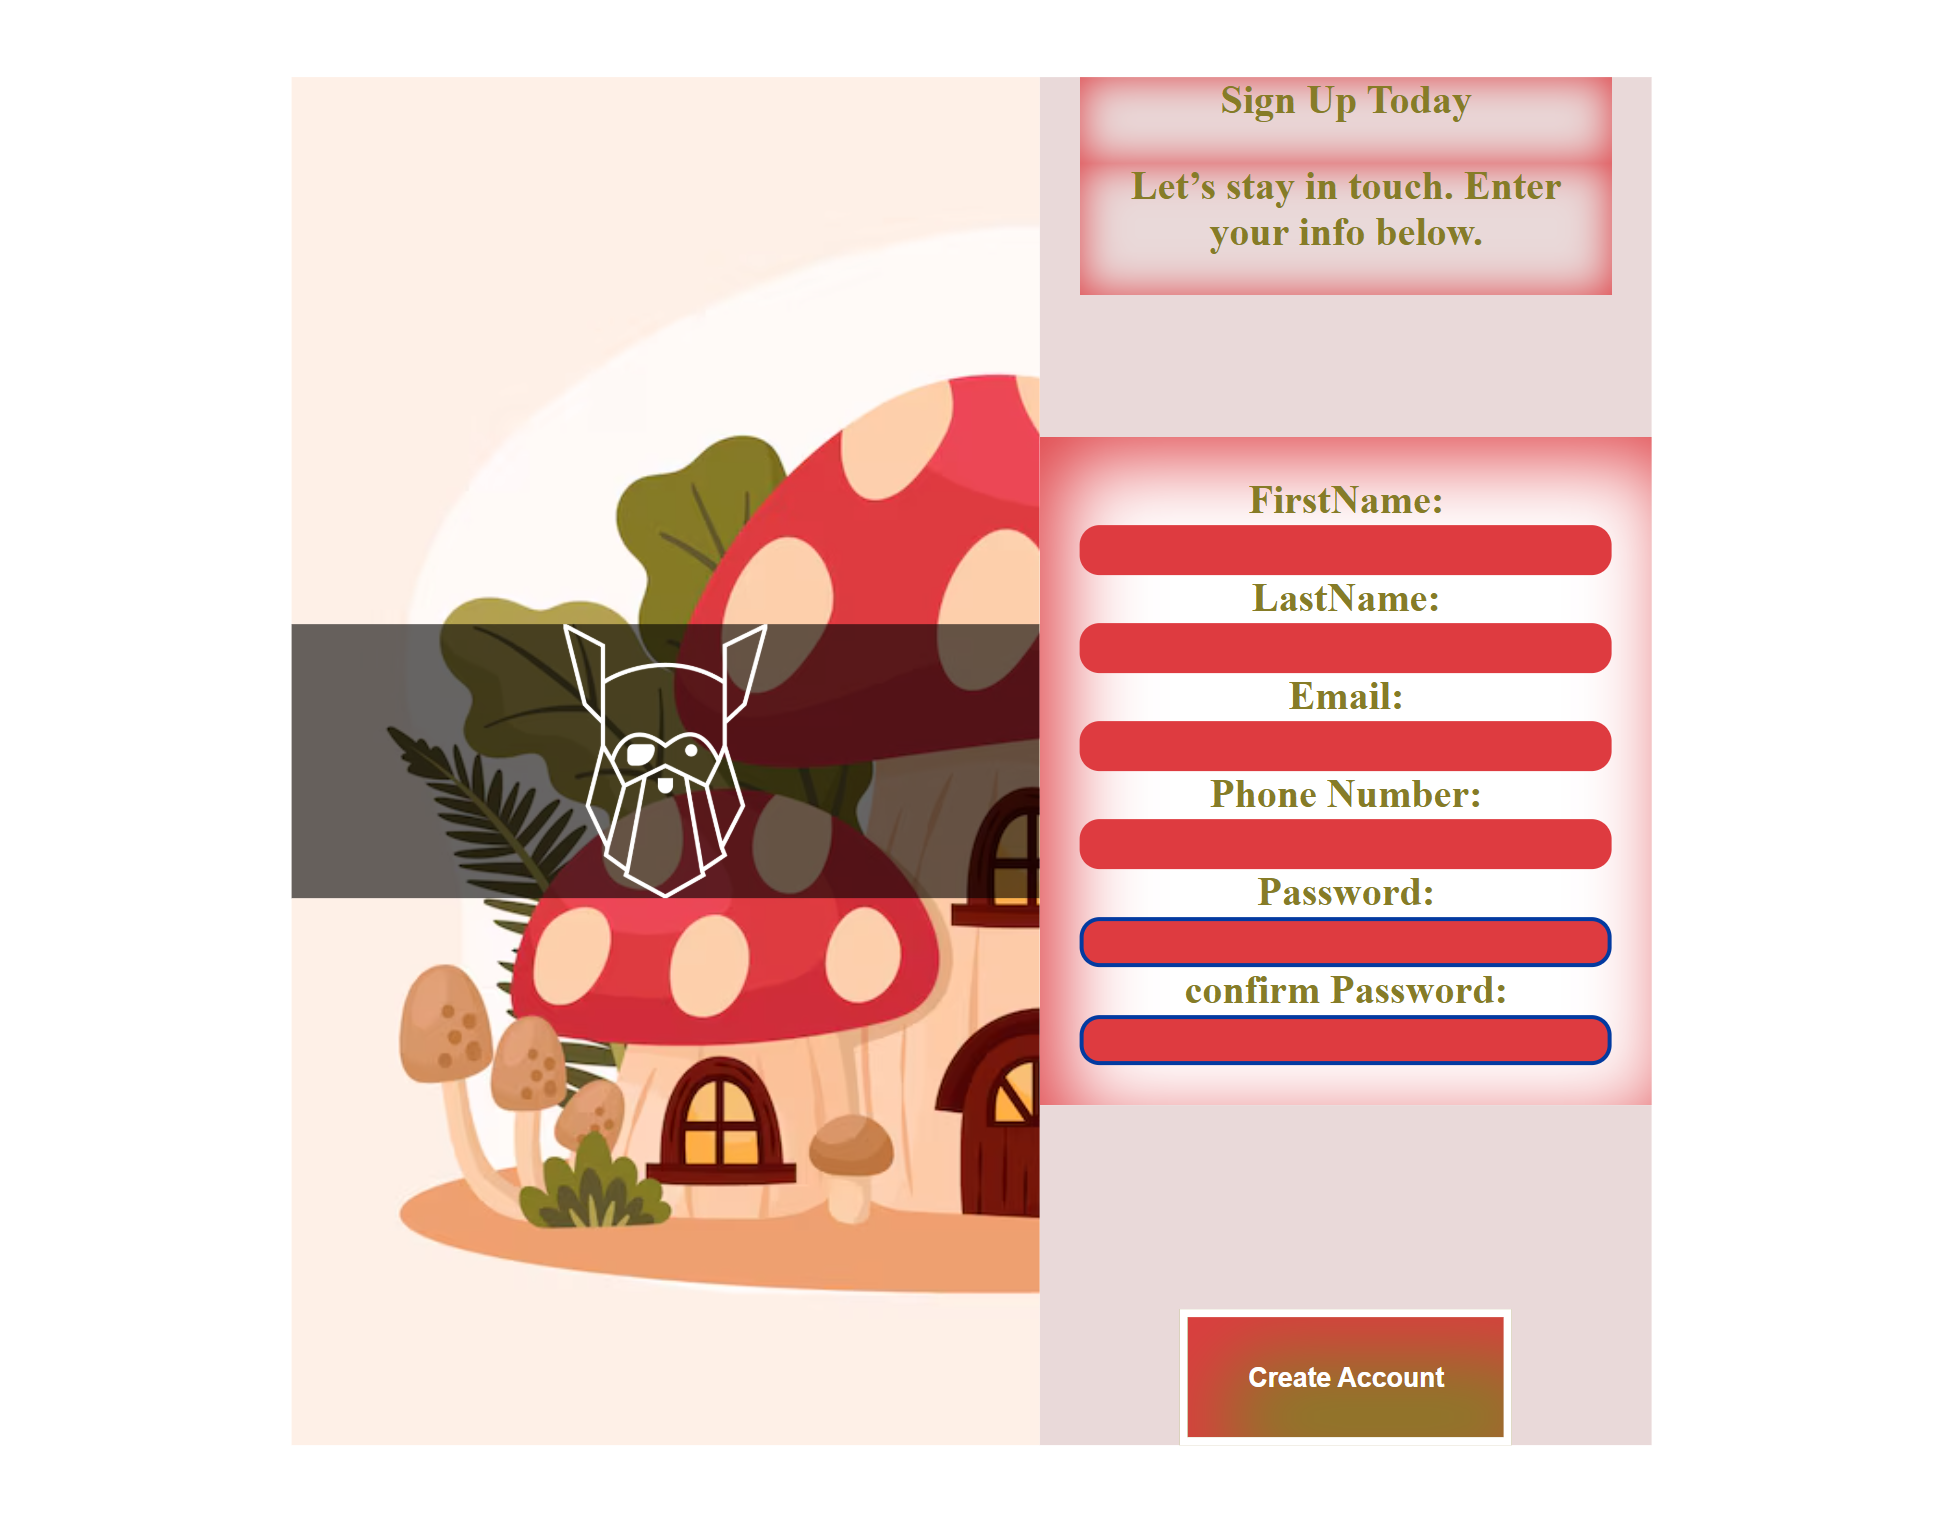 Sign Up Today
Let’s stay in touch. Enter
your info below.
FirstName:
LastName:
Email:
Phone Number:
Password:
confirm Password:
Create Account